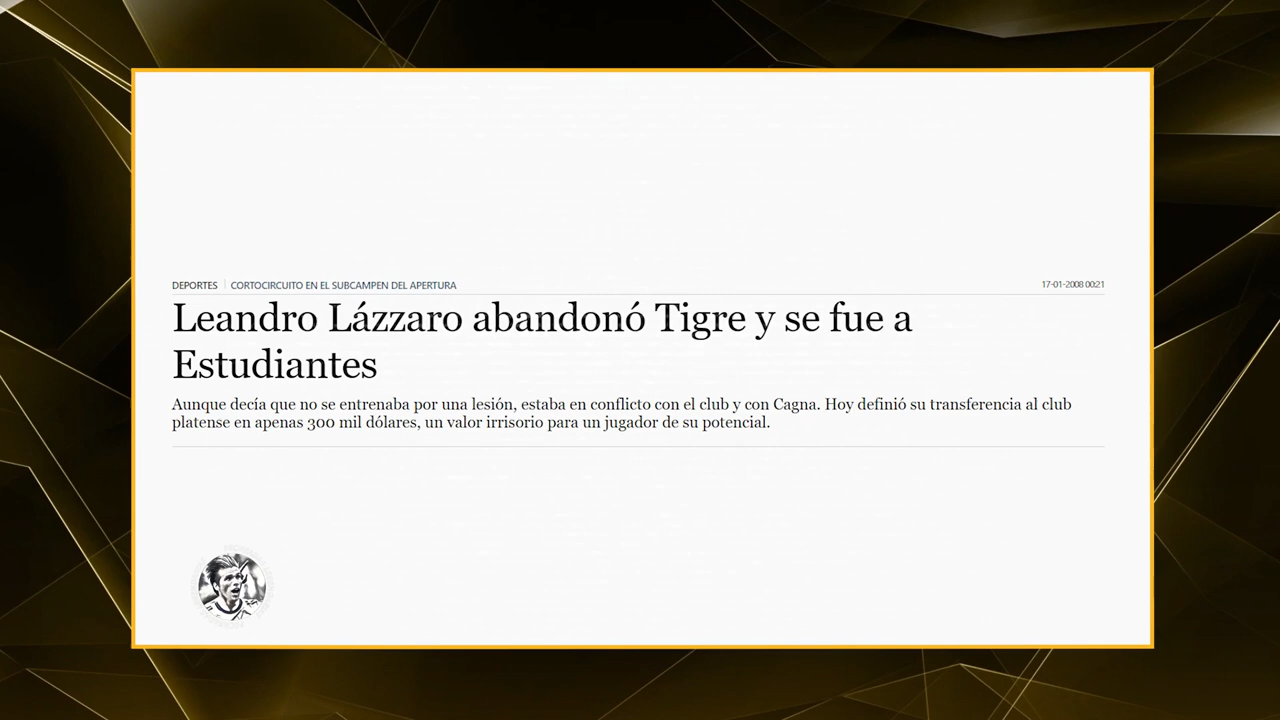 DEPORTES | CORTOCIRCUITO EN EL SUBCAMPEN DEL APERTURA 17-01-2008 00:21
Leandro Lázzaro abandonó Tigre y se fue a
Estudiantes
Aunque decía que no se entrenaba por una lesión, estaba en conflicto con el club y con Cagna. Hoy definió su transferencia al club
platense en apenas 300 mil dólares, un valor irrisorio para un jugador de su potencial.